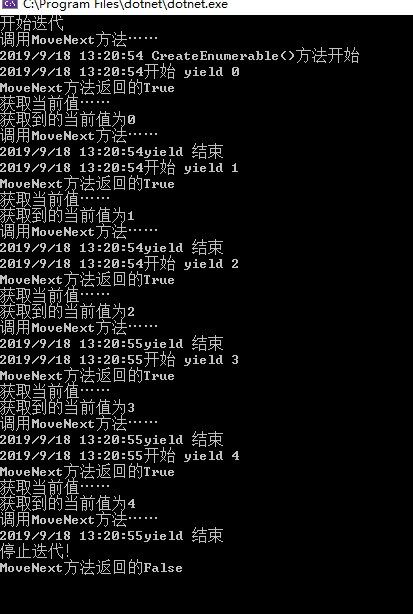 C:\Program Files\dotnet\dotnet.exe
开始迭代
调用MoveNext方法……
2019/9/18 13:20:54 CreateEnumerable()方法开始
2019/9/18 13:20:54开始 yield 0
MoveNext方法返回的True
获取当前值……
获取到的当前值为0
调用MoveNext方法……
2019/9/18 13:20:54yield 结束
2019/9/18 13:20:54开始 yield 1
MoveNext方法返回的True
获取当前值……
获取到的当前值为1
调用MoveNext方法……
2019/9/18 13:20:54yield 结束
2019/9/18 13:20:54开始 yield 2
MoveNext方法返回的True
获取当前值……
获取到的当前值为2
调用MoveNext方法……
2019/9/18 13:20:55yield 结束
2019/9/18 13:20:55开始 yield 3
MoveNext方法返回的True
获取当前值……
获取到的当前值为3
调用MoveNext方法……
2019/9/18 13:20:55yield 结束
2019/9/18 13:20:55开始 yield 4
MoveNext方法返回的True
获取当前值……
获取到的当前值为4
调用MoveNext方法……
2019/9/18 13:20:55yield 结束
停止迭代!
MoveNext方法返回的False